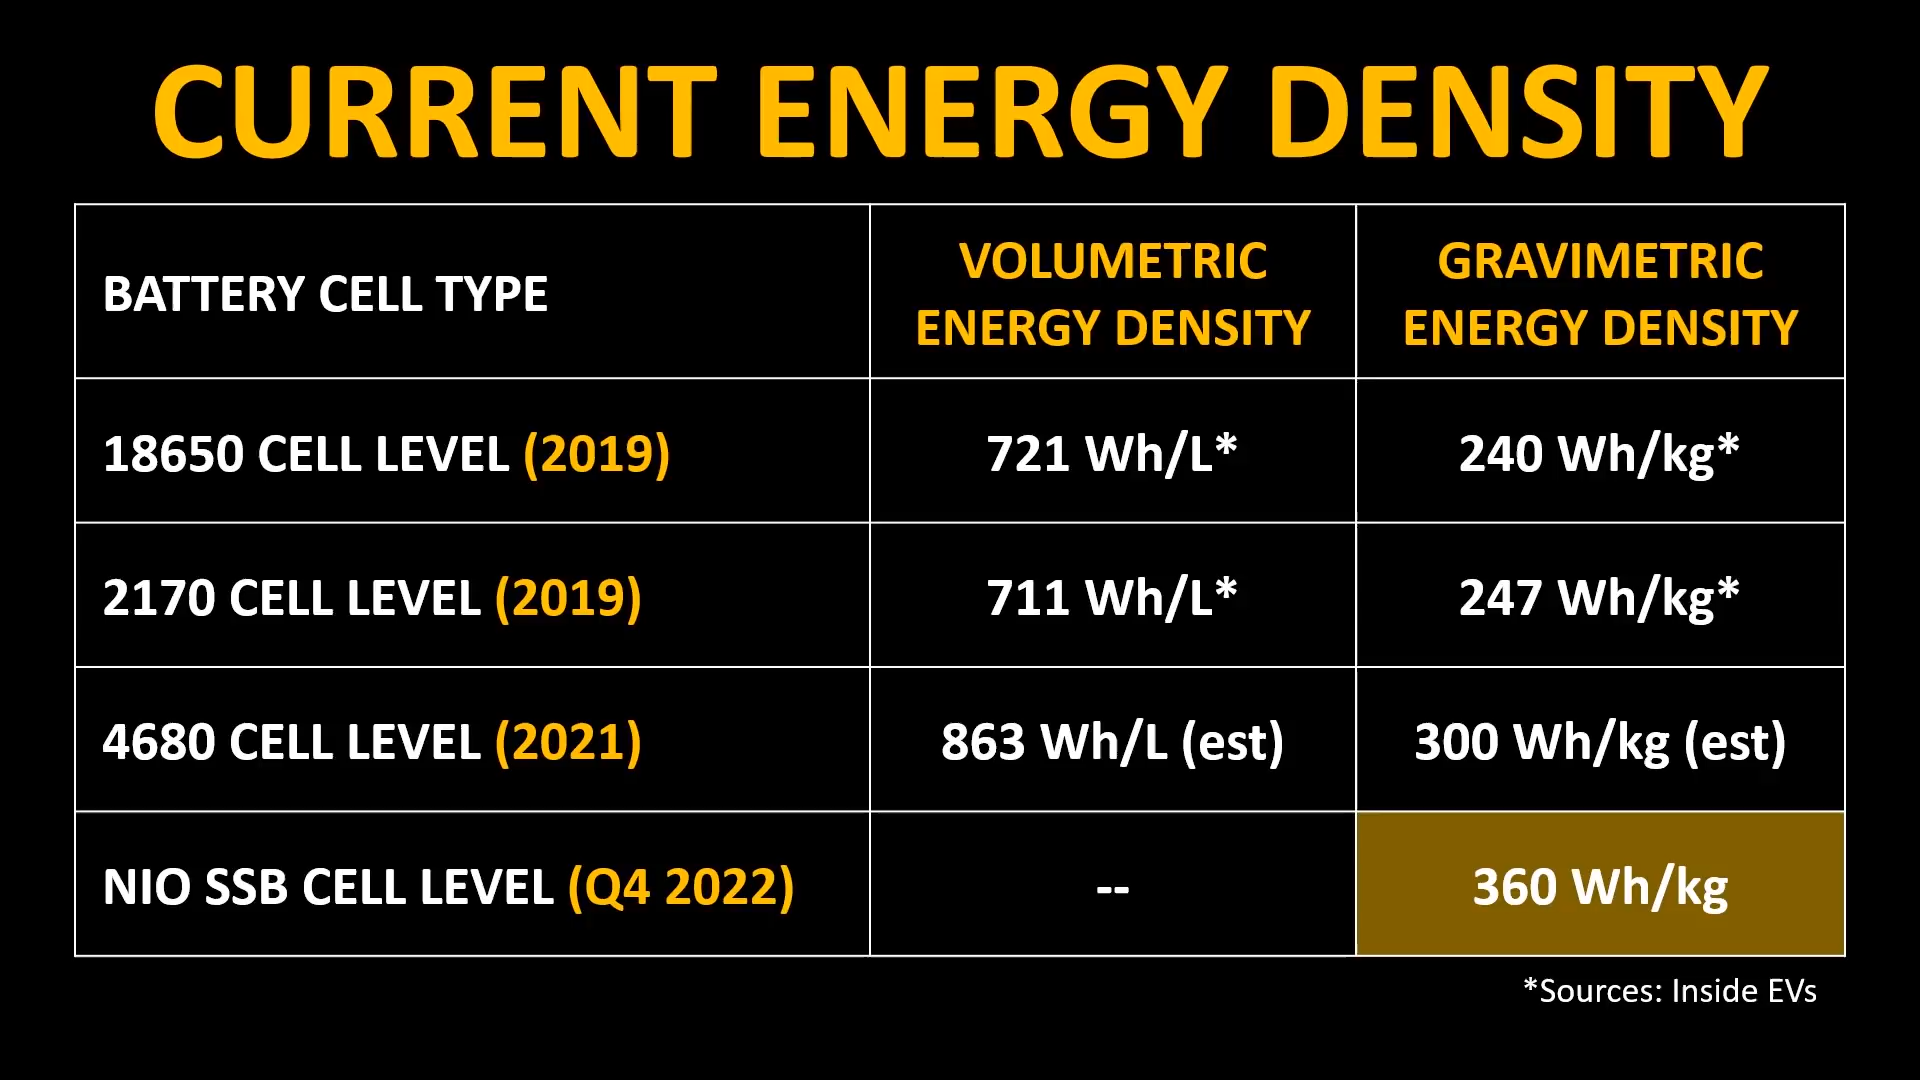 CURRENT ENERGY DENSITY
BATTERY CELL TYPE
VOLUMETRIC
ENERGY DENSITY
GRAVIMETRIC
ENERGY DENSITY
18650 CELL LEVEL (2019)
721 Wh/L*
240 Wh/kg*
2170 CELL LEVEL (2019)
711 Wh/L*
247 Wh/kg*
4680 CELL LEVEL (2021)
863 Wh/L (est)
300 Wh/kg (est)
NIO SSB CELL LEVEL (Q4 2022)
--
360 Wh/kg
*Sources: Inside EVs